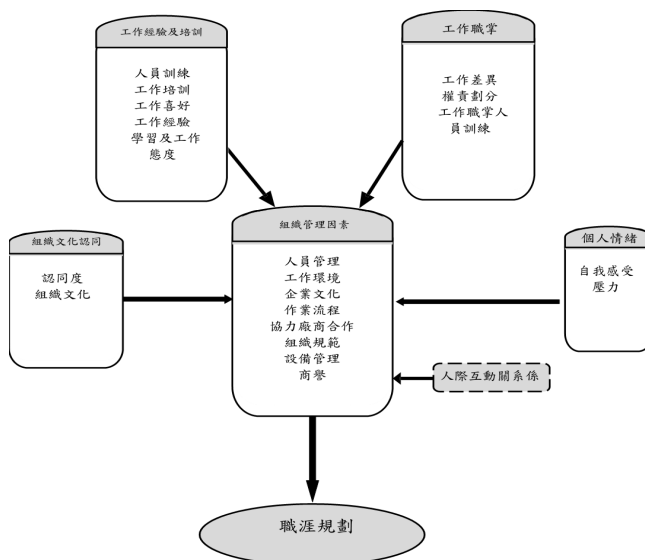 工作經驗及培訓
人員訓練
工作培訓
工作喜好
工作經驗
學習及工作
態度
工作職掌
工作差異
權責劃分
工作職掌人
員訓練
組織文化認同
認同度
組織文化
組織管理因素
人員管理
工作環境
企業文化
作業流程
協力廠商合作
組織規範
設備管理
商譽
個人情緒
自我感受
壓力
人際互動關系係
職涯規劃